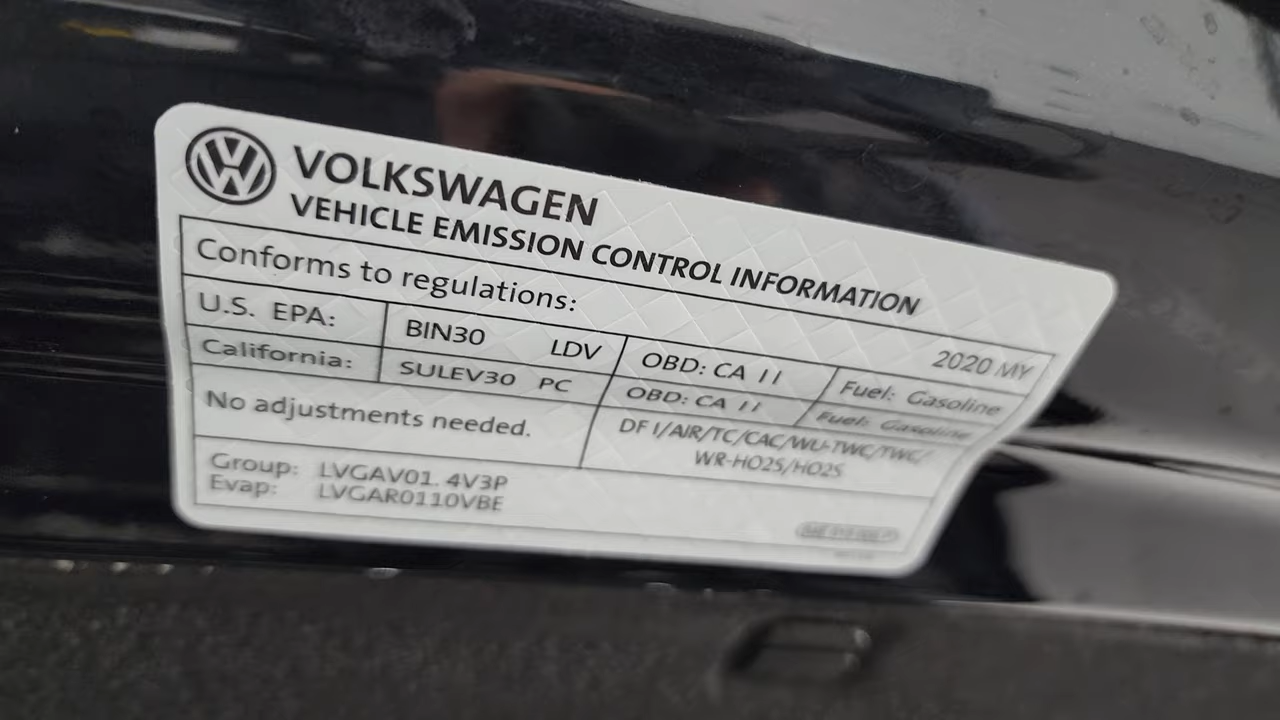 VOLKSWAGEN
VEHICLE EMISSION CONTROL INFORMATION
Conforms to regulations:
2020 MY
U.S. EPA: BIN30 LDV OBD: CA II Fuel: Gasoline
California: SULEV30 PC OBD: CA II Fuel: Gasoline
No adjustments needed.
DF I/AIR/TC/CAC/WU-TWC/TWC/
WR-HO2S/HO2S
Group: LVGAV01. 4V3P
Evap: LVGAR0110VBE